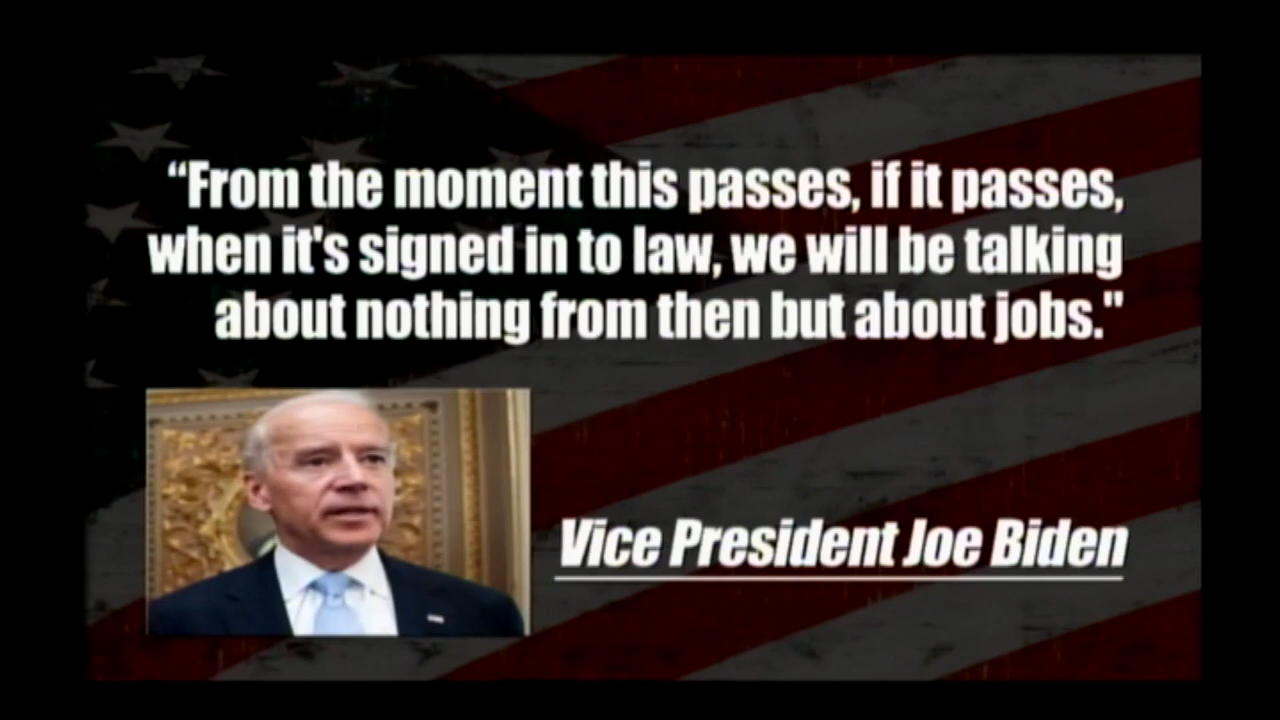 “From the moment this passes, if it passes,
when it's signed in to law, we will be talking
about nothing from then but about jobs."
Vice President Joe Biden